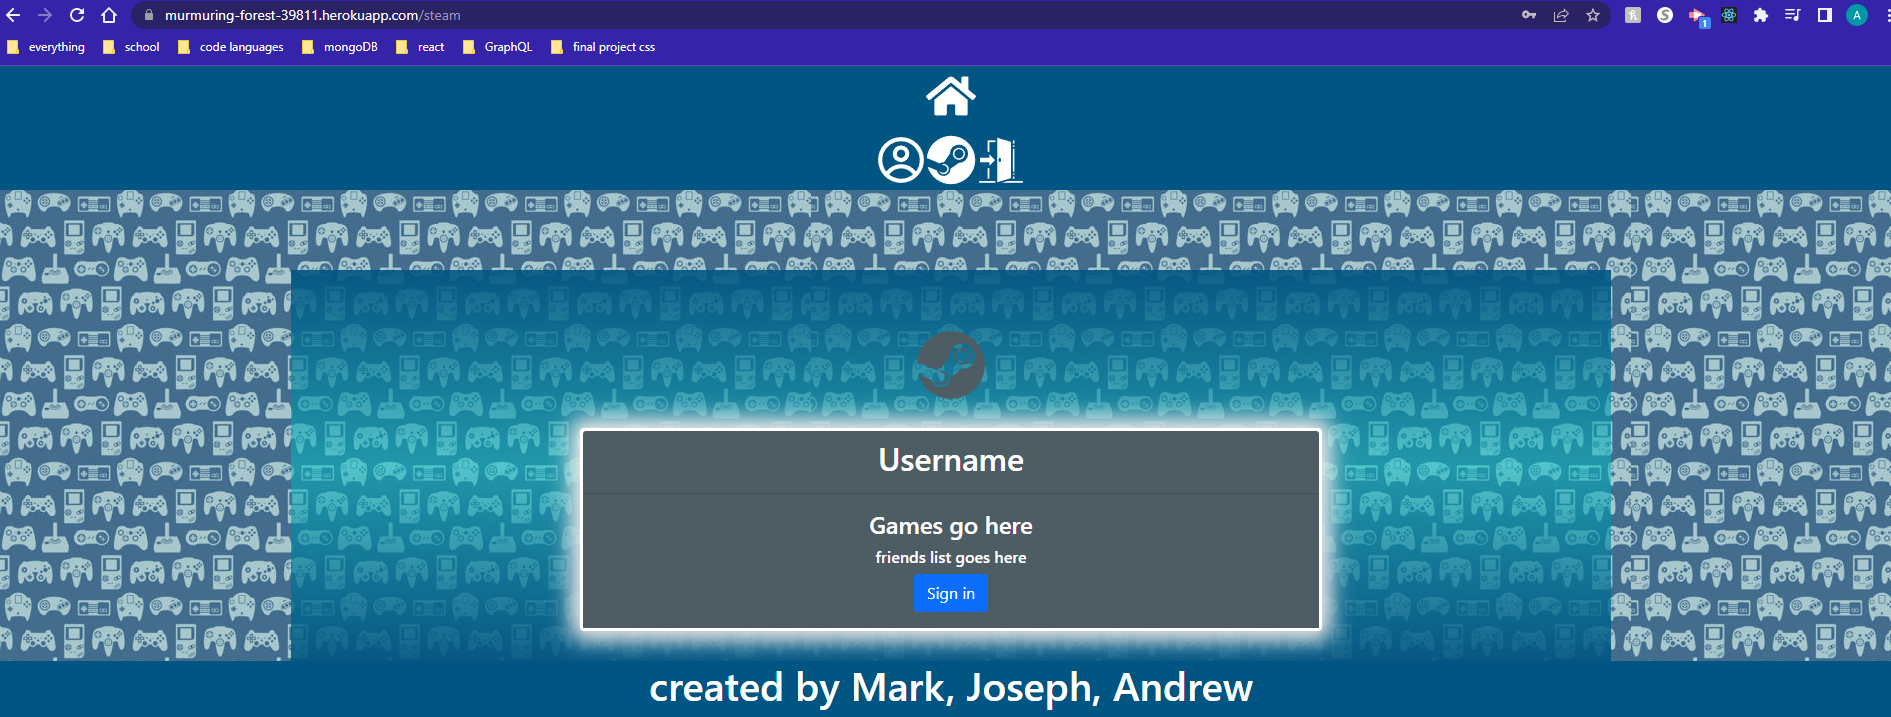 murmuring-forest-39811.herokuapp.com/steam
1
A
everything school code languages mongoDB react GraphQL final project css
Username
Games go here
friends list goes here
Sign in
created by Mark, Joseph, Andrew